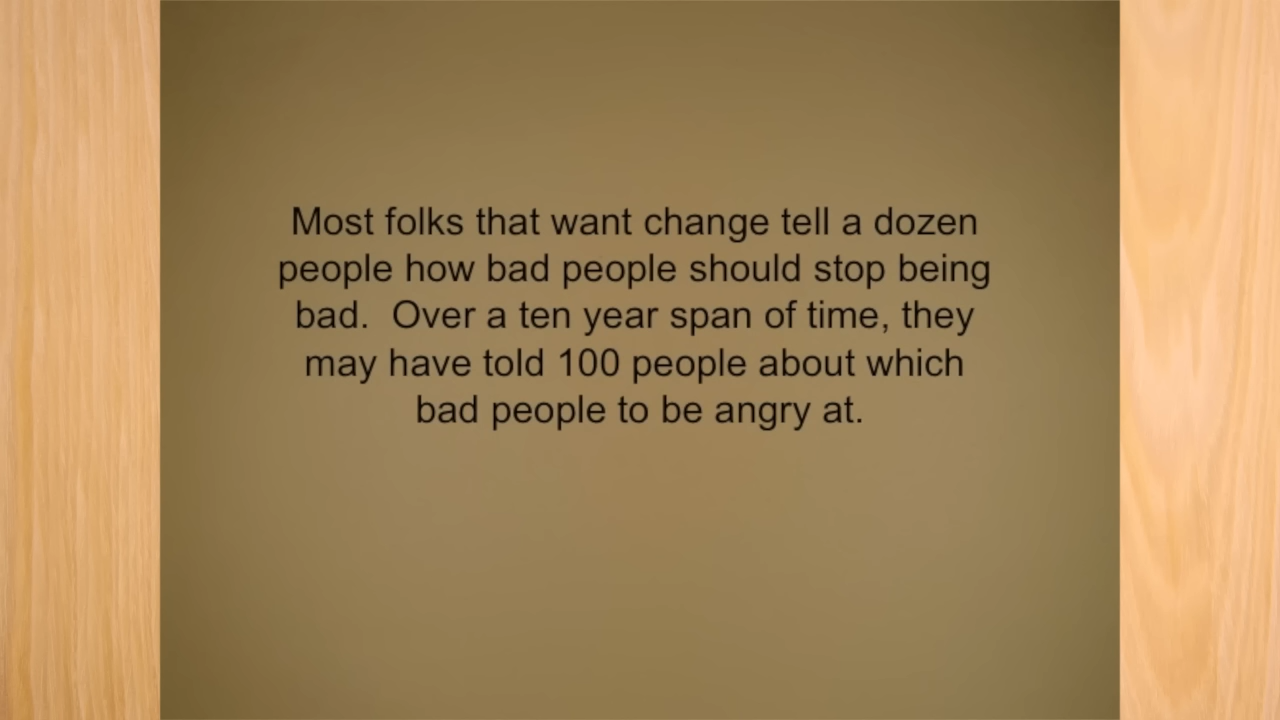 Most folks that want change tell a dozen
people how bad people should stop being
bad.  Over a ten year span of time, they
may have told 100 people about which
bad people to be angry at.